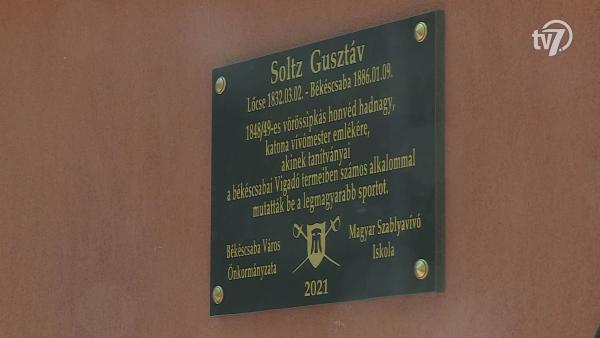 tv7
Soltz Gusztáv
Lőcse 1832.03.02. - Békéscsaba 1886.01.09.
1848/49-es vörössipkás honvéd hadnagy,
katona vívómester emlékére,
akinek tanítványai
a békéscsabai Vigadó termeiben számos alkalommal
mutatták be a legmagyarabb sportot.
Békéscsaba Város
Önkormányzata
Magyar Szablyavívó
Iskola
2021